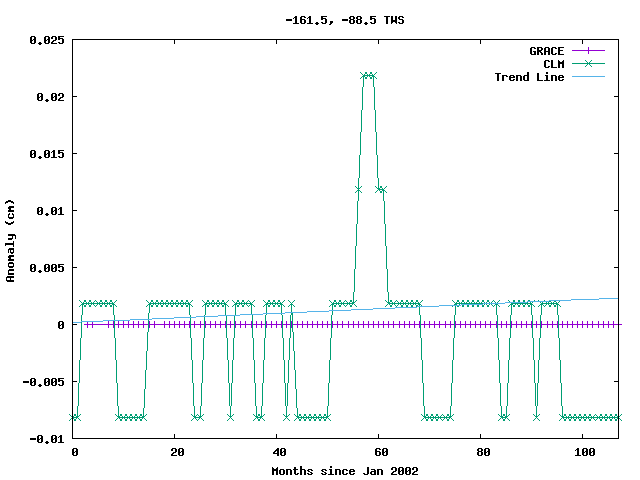 -161.5, -88.5 TWS
0.025
GRACE
CLM
Trend Line
0.02
0.015
0.01
0.005
0
-0.005
-0.01
Anomaly (cm)
0 20 40 60 80 100
Months since Jan 2002